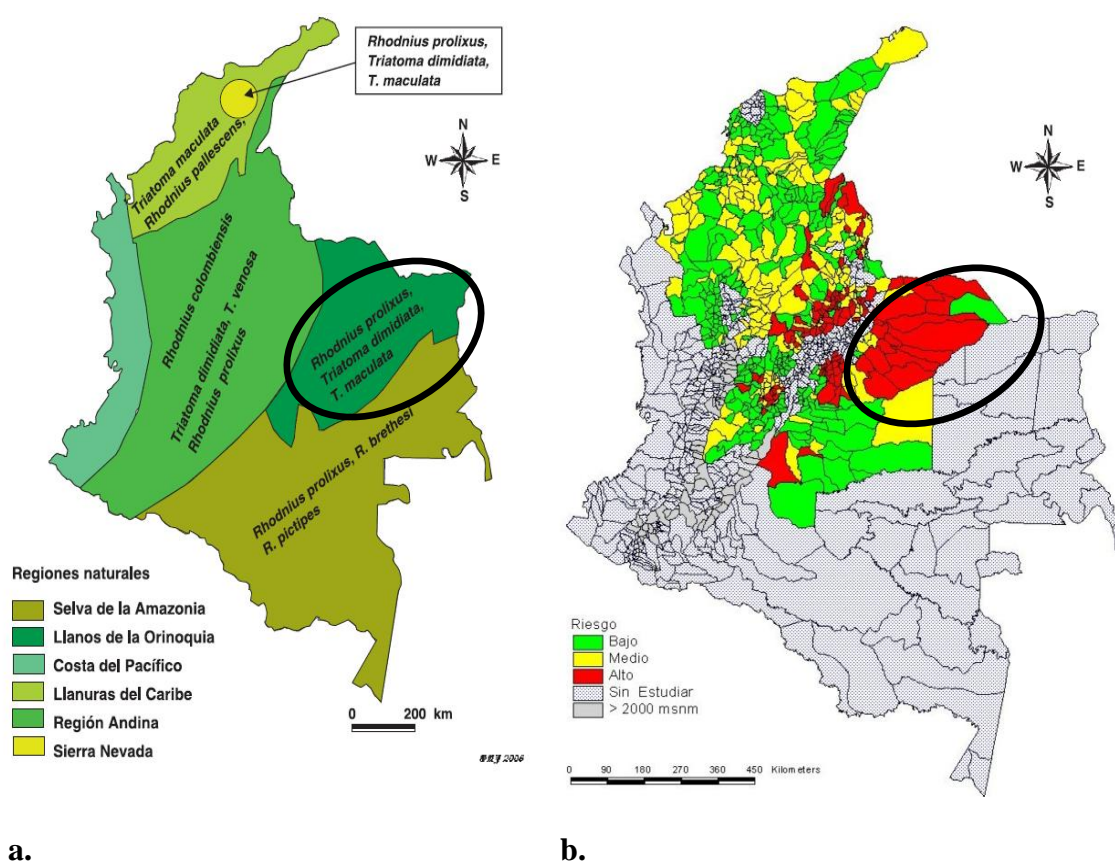 Rhodnius prolixus,
Triatoma dimidiata,
T. maculata
N
W E
S
Triatoma maculata
Rhodnius pallescens,
Rhodnius colombiensis
Triatoma dimidiata, T. venosa
Rhodnius prolixus
Rhodnius prolixus,
Triatoma dimidiata,
T. maculata
Rhodnius prolixus, R. brethesi
R. pictipes
Regiones naturales
Selva de la Amazonia
Llanos de la Orinoquia
Costa del Pacífico
Llanuras del Caribe
Región Andina
Sierra Nevada
0 200 km
2006
a.
N
W E
S
Riesgo
Bajo
Medio
Alto
Sin Estudiar
> 2000 msnm
0 90 180 270 360 450 Kilometers
b.